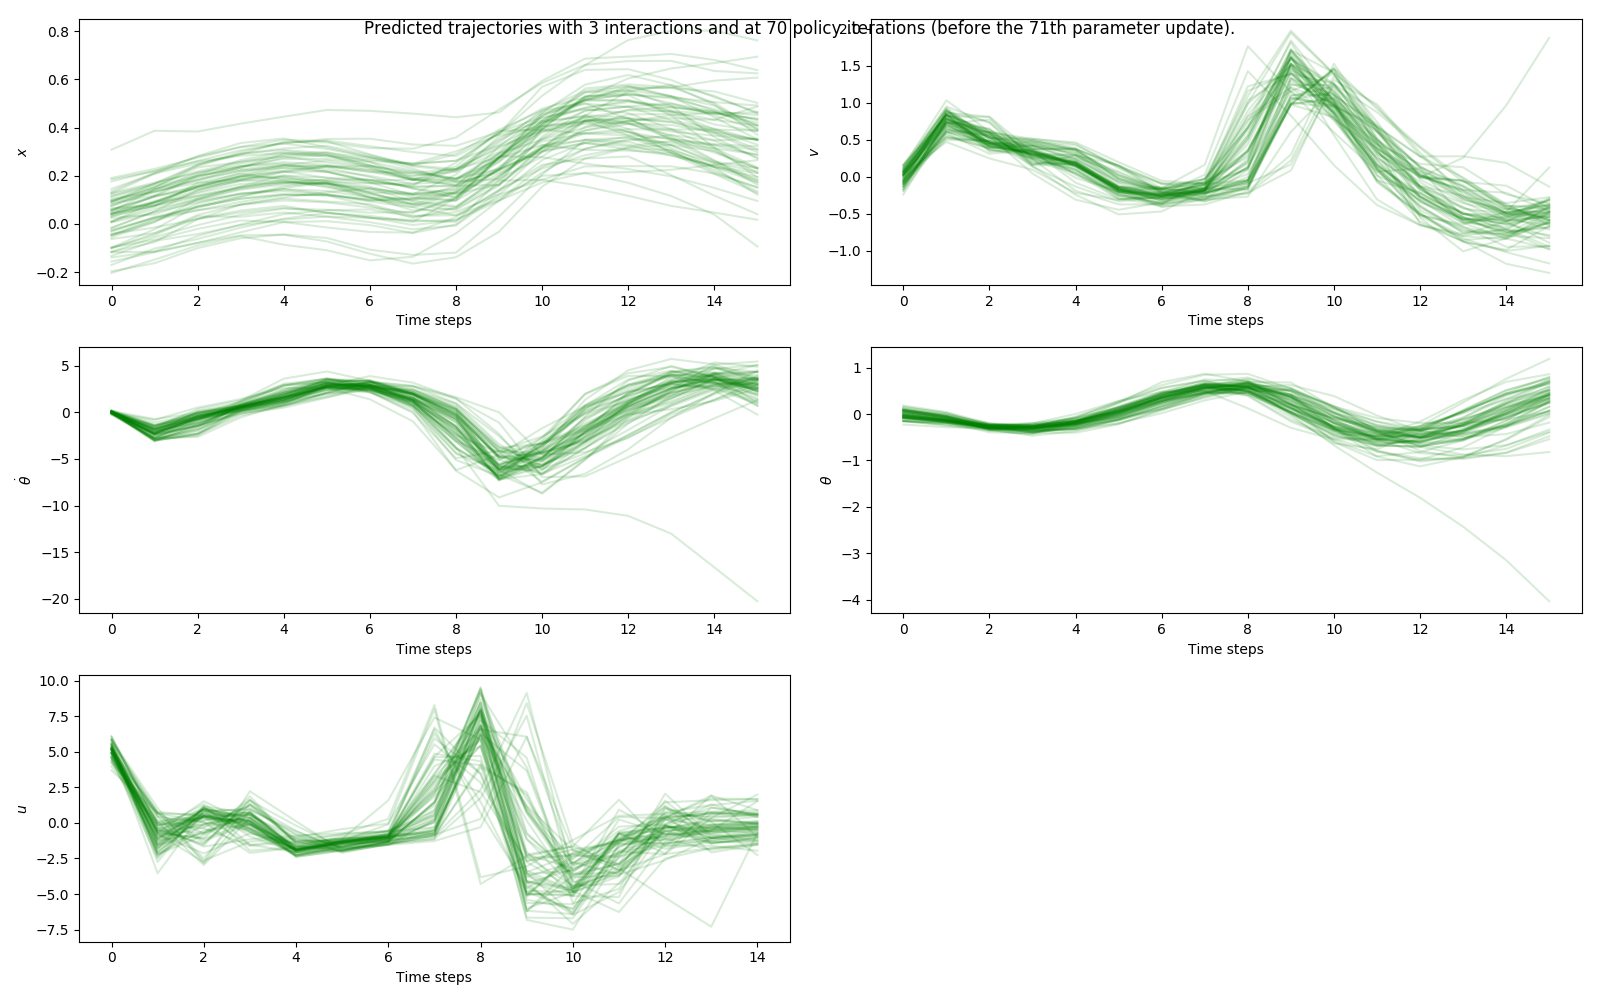 Predicted trajectories with 3 interactions and at 70 policy iterations (before the 71th parameter update).
0.8
0.6
0.4
0.2
0.0
−0.2
x
0 2 4 6 8 10 12 14
Time steps
2.0
1.5
1.0
0.5
0.0
−0.5
−1.0
v
0 2 4 6 8 10 12 14
Time steps
5
0
−5
−10
−15
−20
θ̇
0 2 4 6 8 10 12 14
Time steps
1
0
−1
−2
−3
−4
θ
0 2 4 6 8 10 12 14
Time steps
10.0
7.5
5.0
2.5
0.0
−2.5
−5.0
−7.5
u
0 2 4 6 8 10 12 14
Time steps